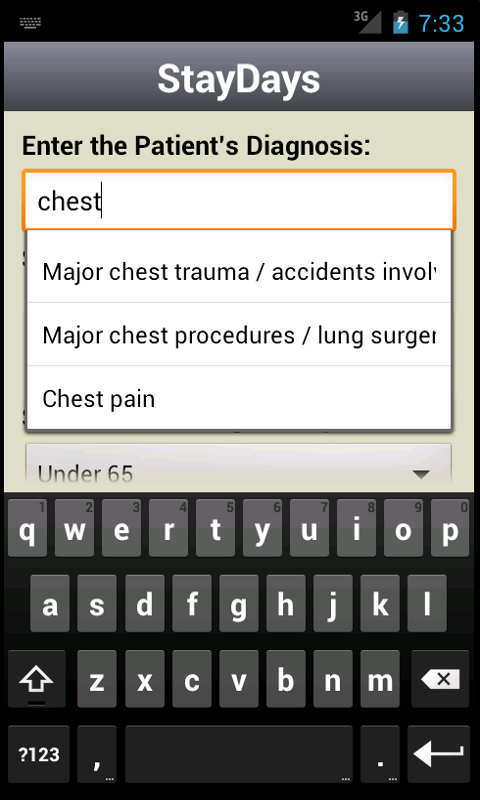 3G 7:33
StayDays
Enter the Patient's Diagnosis:
chest
Major chest trauma / accidents invol
Major chest procedures / lung surger
Chest pain
Under 65
1 2 3 4 5 6 7 8 9 0
q w e r t y u i o p
a s d f g h j k l
z x c v b n m
?123 , ... ... . ...